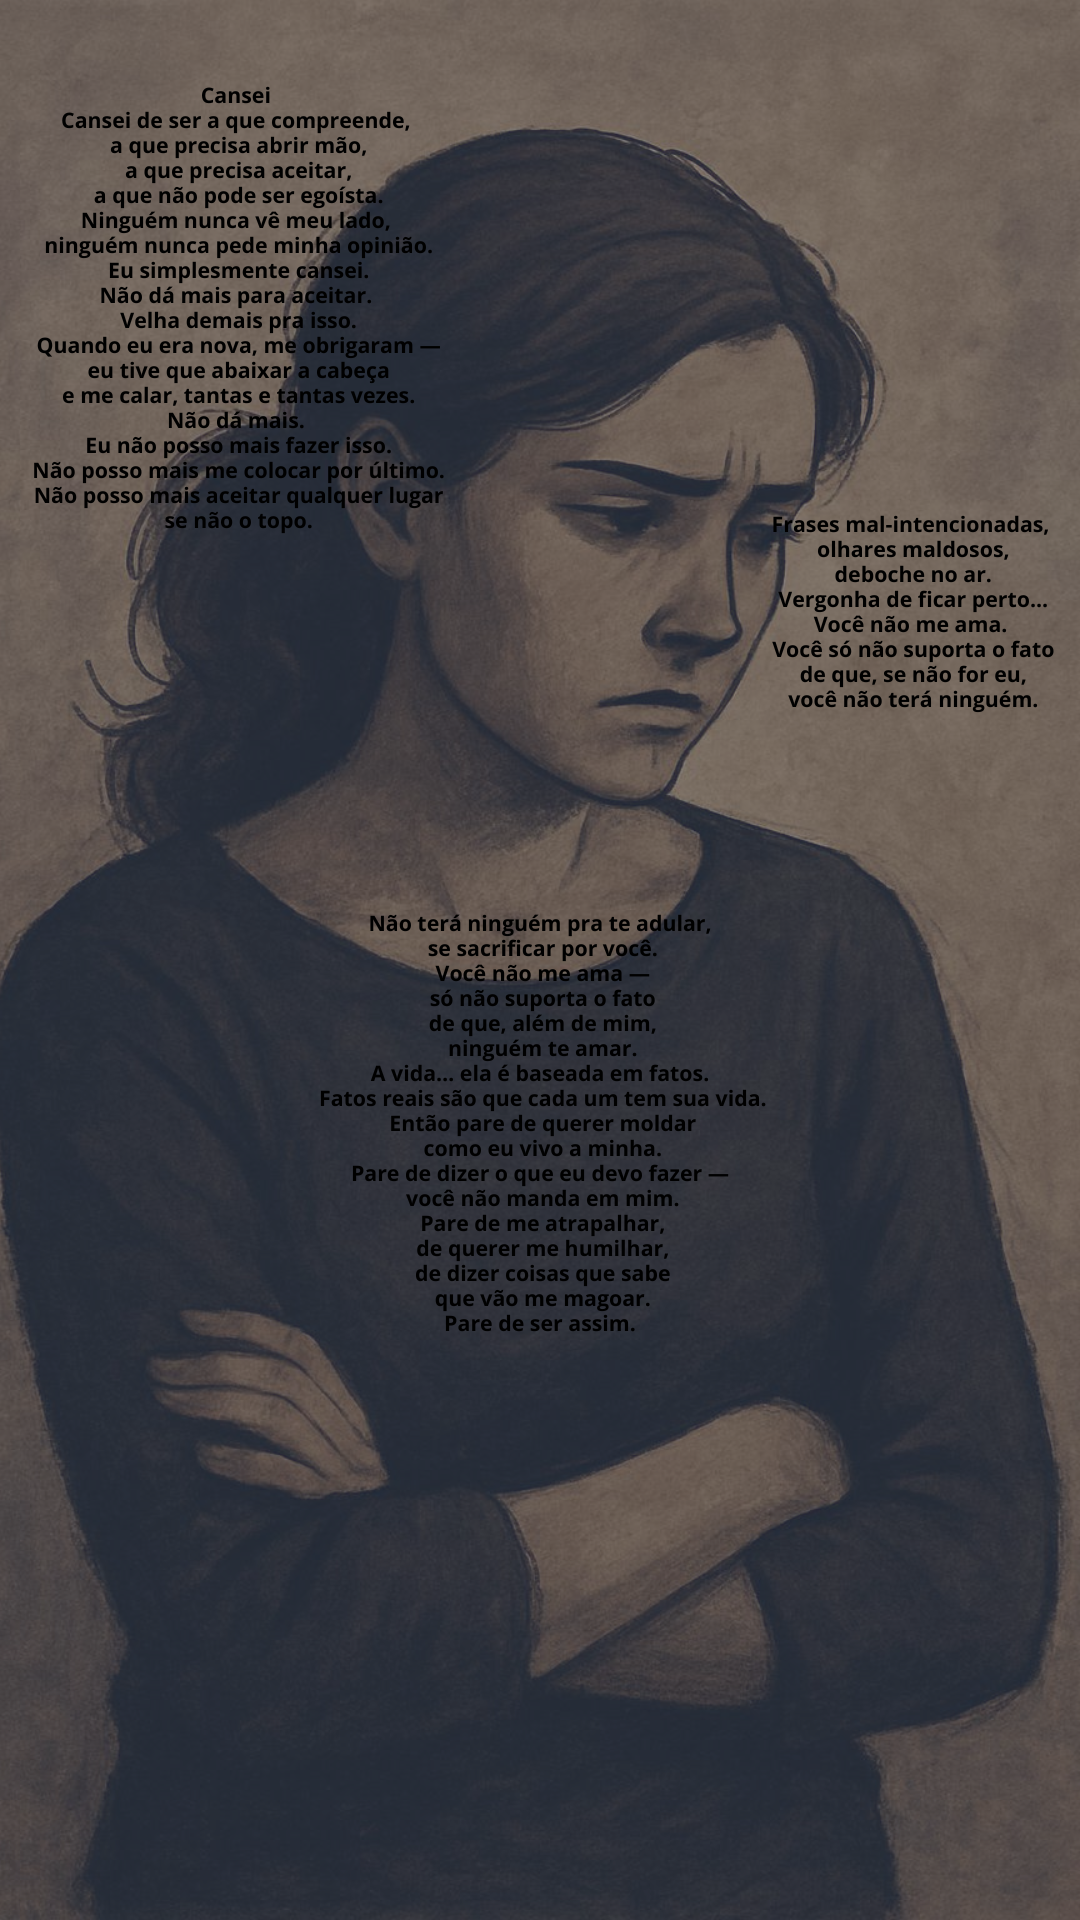 Cansei
Cansei de ser a que compreende,
a que precisa abrir mão,
a que precisa aceitar,
a que não pode ser egoísta.
Ninguém nunca vê meu lado,
ninguém nunca pede minha opinião.
Eu simplesmente cansei.
Não dá mais para aceitar.
Velha demais pra isso.
Quando eu era nova, me obrigaram —
eu tive que abaixar a cabeça
e me calar, tantas e tantas vezes.
Não dá mais.
Eu não posso mais fazer isso.
Não posso mais me colocar por último.
Não posso mais aceitar qualquer lugar
se não o topo.
Frases mal-intencionadas,
olhares maldosos,
deboche no ar.
Vergonha de ficar perto...
Você não me ama.
Você só não suporta o fato
de que, se não for eu,
você não terá ninguém.
Não terá ninguém pra te adular,
se sacrificar por você.
Você não me ama —
só não suporta o fato
de que, além de mim,
ninguém te amar.
A vida... ela é baseada em fatos.
Fatos reais são que cada um tem sua vida.
Então pare de querer moldar
como eu vivo a minha.
Pare de dizer o que eu devo fazer —
você não manda em mim.
Pare de me atrapalhar,
de querer me humilhar,
de dizer coisas que sabe
que vão me magoar.
Pare de ser assim.